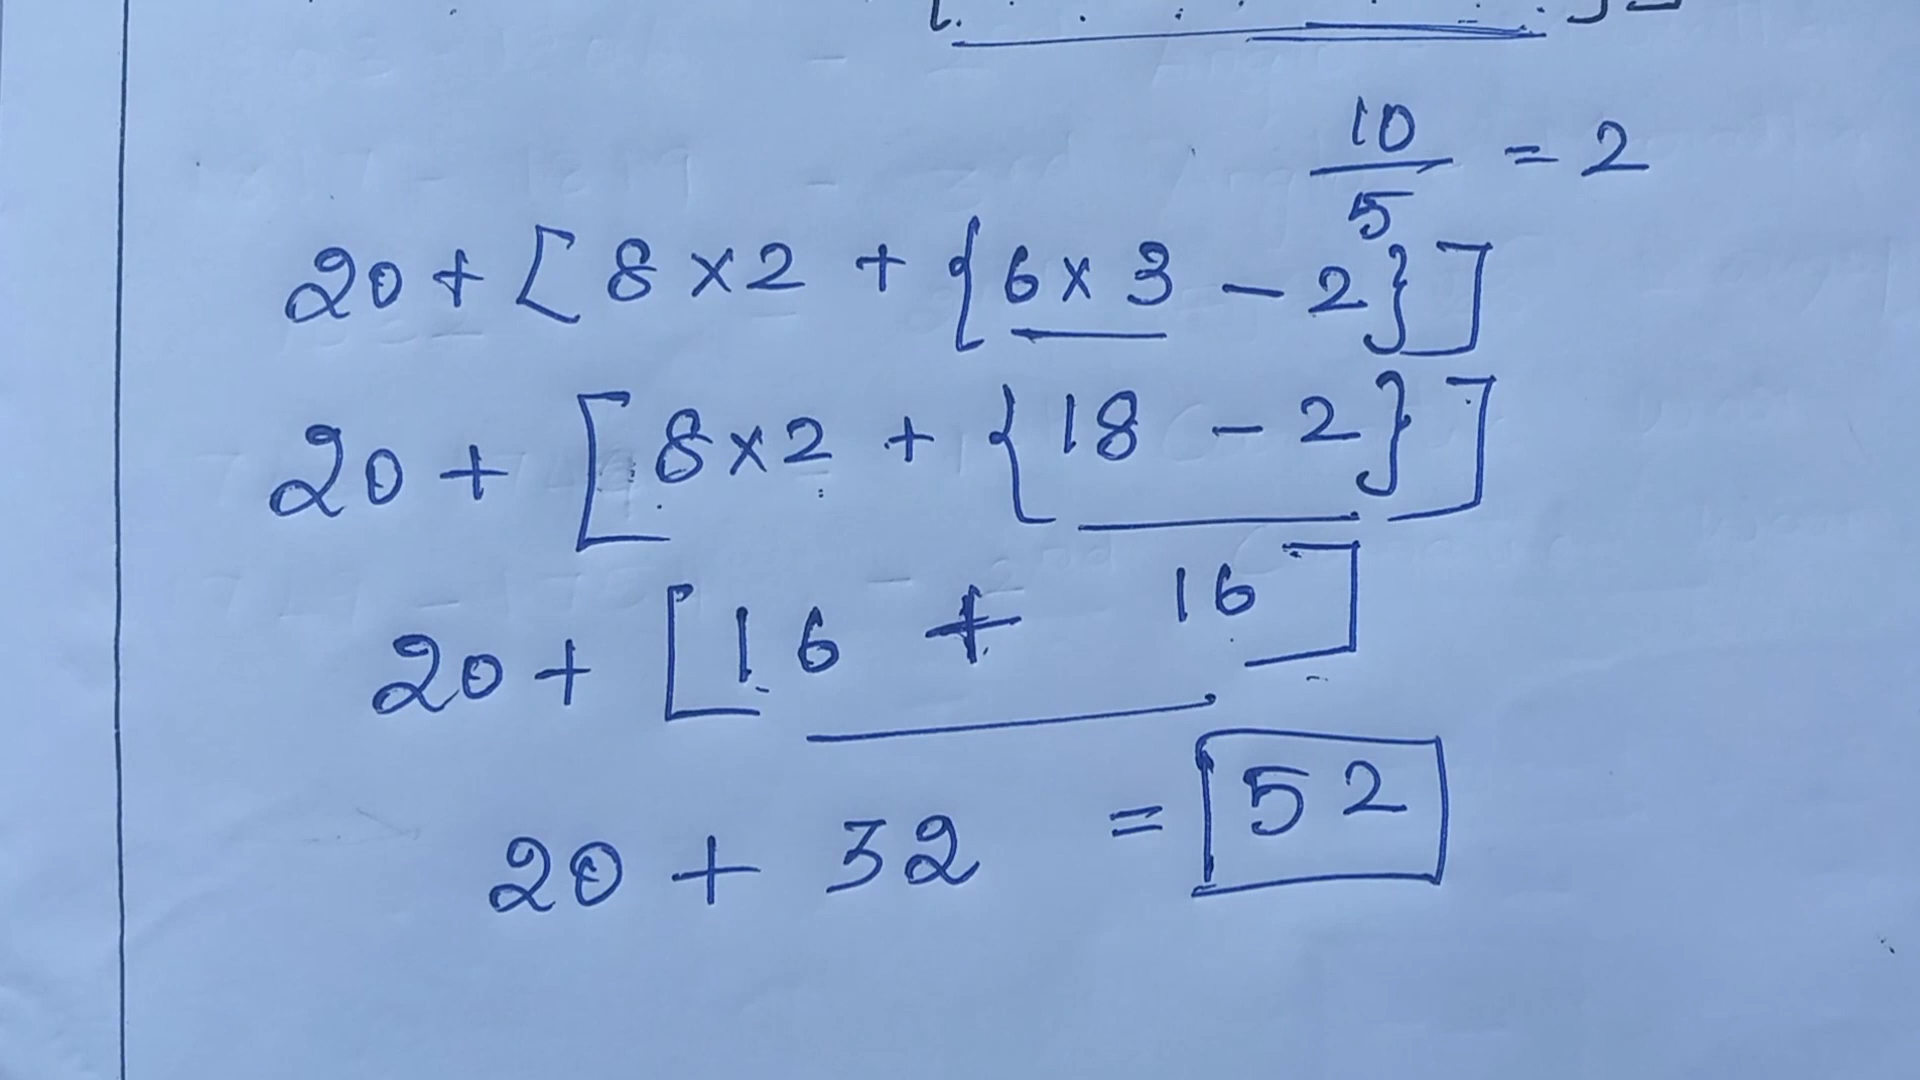 10/5 = 2
20 + [ 8 × 2 + { 6 × 3 - 2 } ]
20 + [ 8 × 2 + { 18 - 2 } ]
20 + [ 16 + 16 ]
20 + 32 = 52